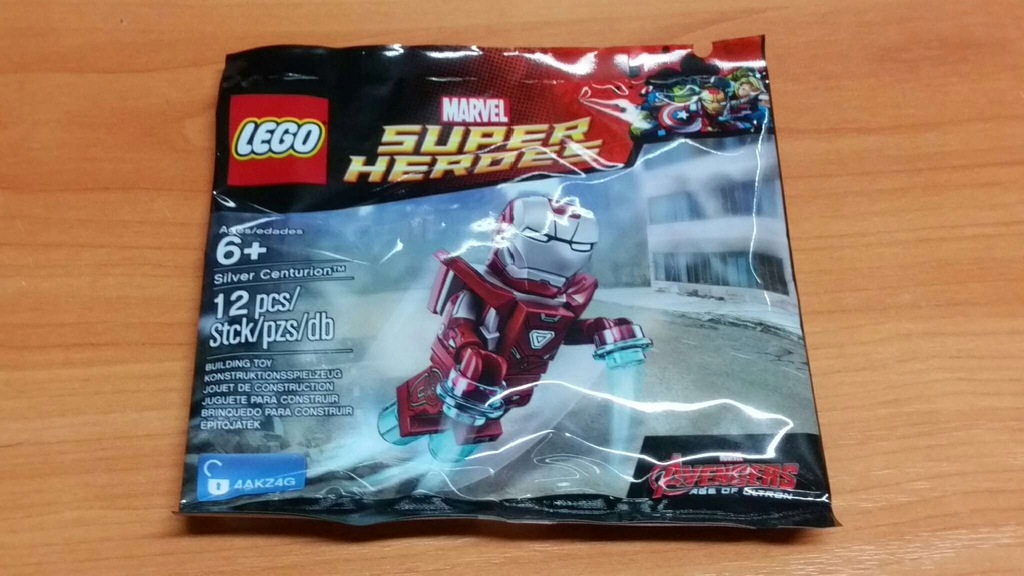 LEGO
MARVEL
SUPER
HEROES
Ages/edades
6+
Silver Centurion™
12 pcs/
Stck/pzs/db
BUILDING TOY
KONSTRUKTIONSSPIELZEUG
JOUET DE CONSTRUCTION
JUGUETE PARA CONSTRUIR
BRINQUEDO PARA CONSTRUIR
ÉPÍTŐJÁTÉK
4AKZ4G
MARVEL
AVENGERS
AGE OF ULTRON